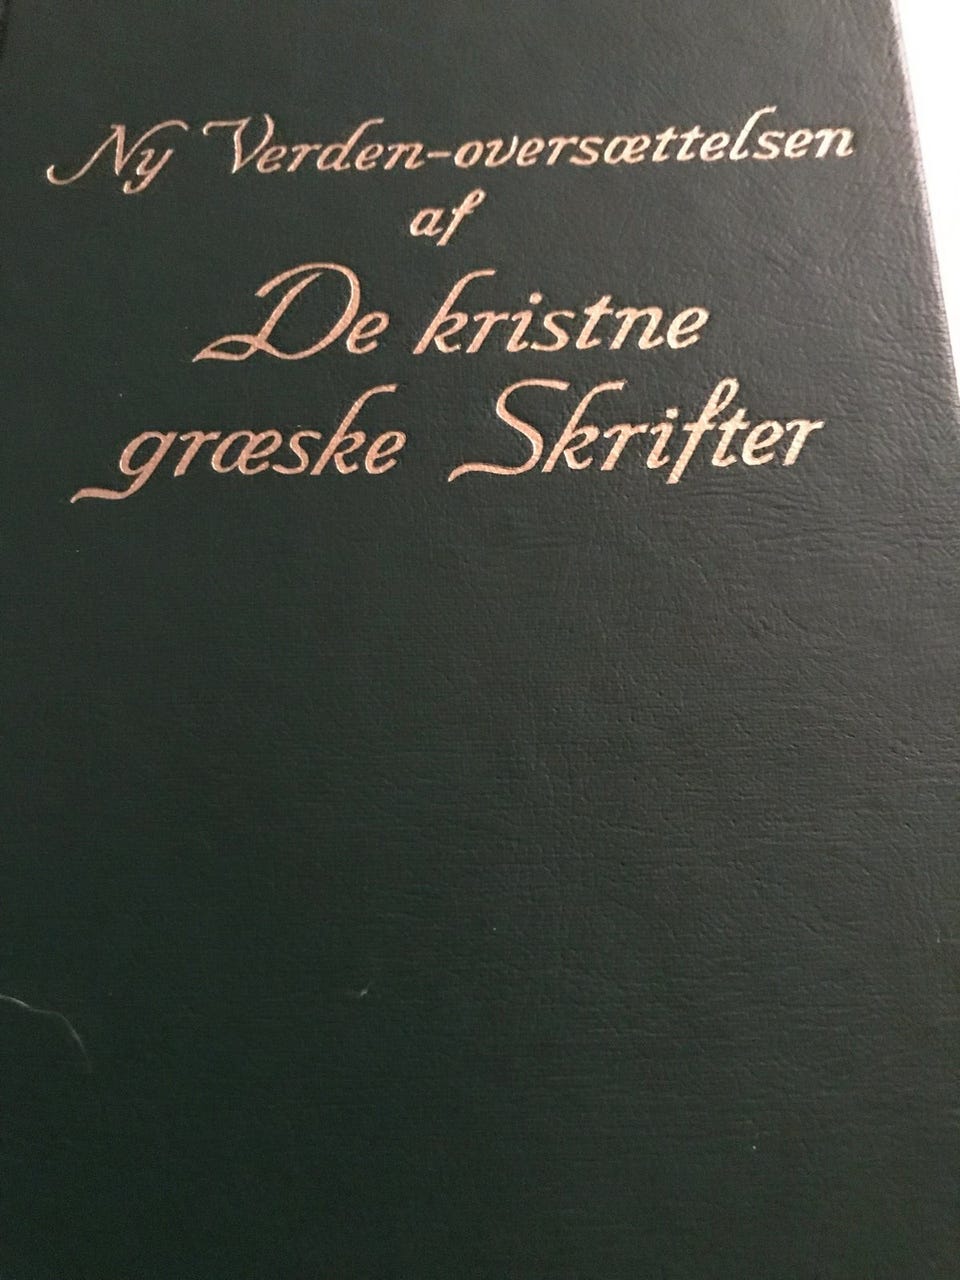 Ny Verden-oversættelsen
af
De kristne
græske Skrifter